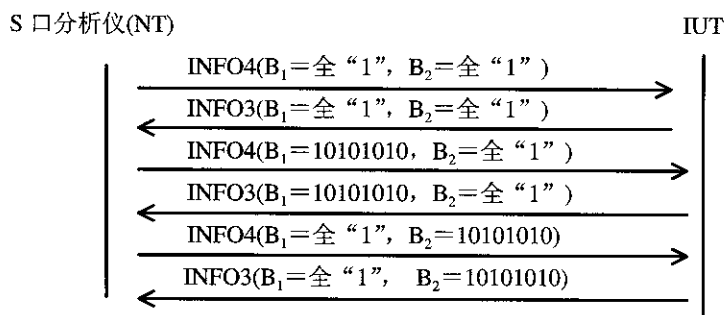 S 口分析仪(NT) IUT
INFO4(B₁＝全“1”，B₂＝全“1”)
INFO3(B₁＝全“1”，B₂＝全“1”)
INFO4(B₁＝10101010，B₂＝全“1”)
INFO3(B₁＝10101010，B₂＝全“1”)
INFO4(B₁＝全“1”，B₂＝10101010)
INFO3(B₁＝全“1”， B₂＝10101010)